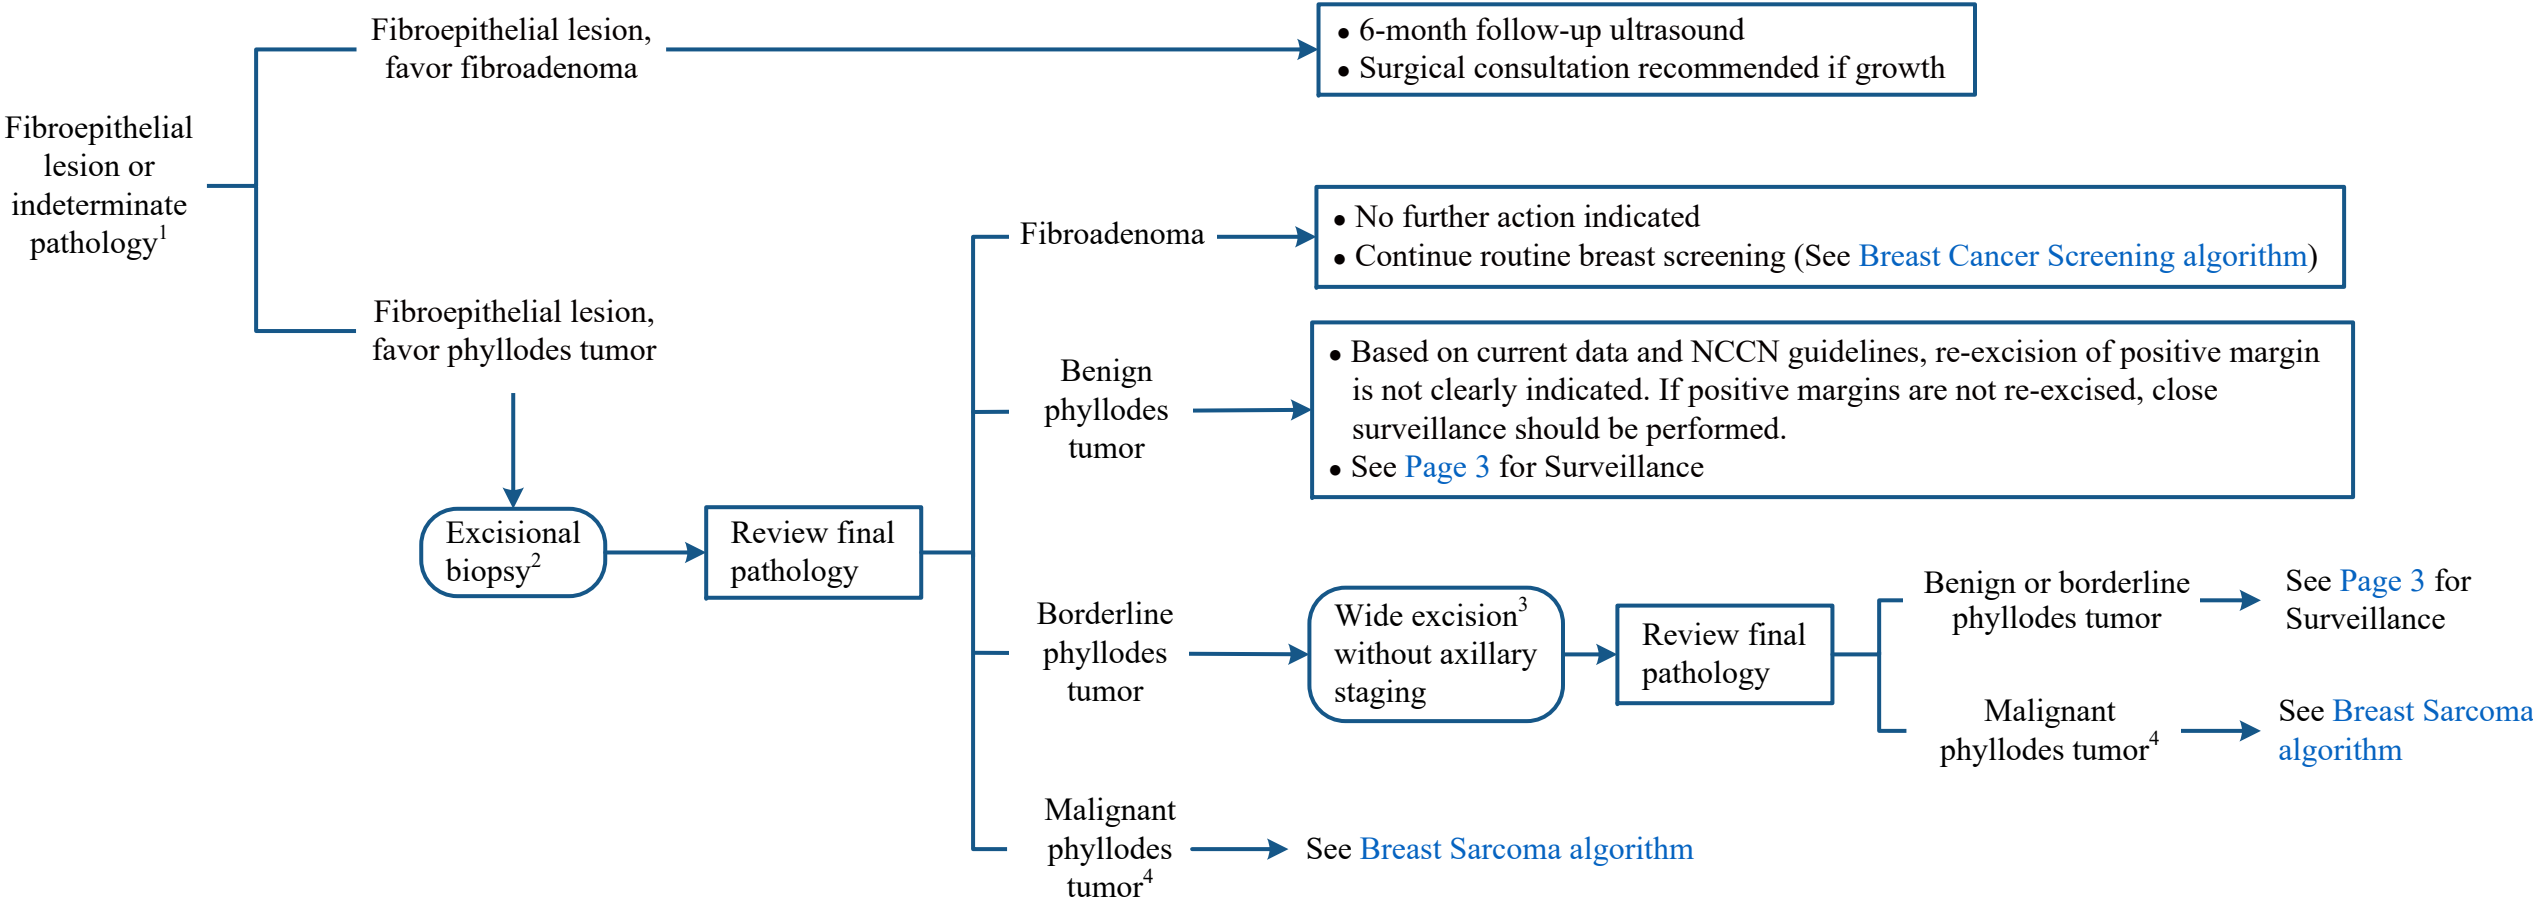 Fibroepithelial lesion,
favor fibroadenoma
• 6-month follow-up ultrasound
• Surgical consultation recommended if growth
Fibroepithelial
lesion or
indeterminate
pathology1
Fibroepithelial lesion,
favor phyllodes tumor
Excisional
biopsy2
Review final
pathology
Fibroadenoma
• No further action indicated
• Continue routine breast screening (See Breast Cancer Screening algorithm)
Benign
phyllodes
tumor
• Based on current data and NCCN guidelines, re-excision of positive margin
is not clearly indicated. If positive margins are not re-excised, close
surveillance should be performed.
• See Page 3 for Surveillance
Borderline
phyllodes
tumor
Wide excision3
without axillary
staging
Review final
pathology
Benign or borderline
phyllodes tumor
See Page 3 for
Surveillance
Malignant
phyllodes tumor4
See Breast Sarcoma
algorithm
Malignant
phyllodes
tumor4
See Breast Sarcoma algorithm